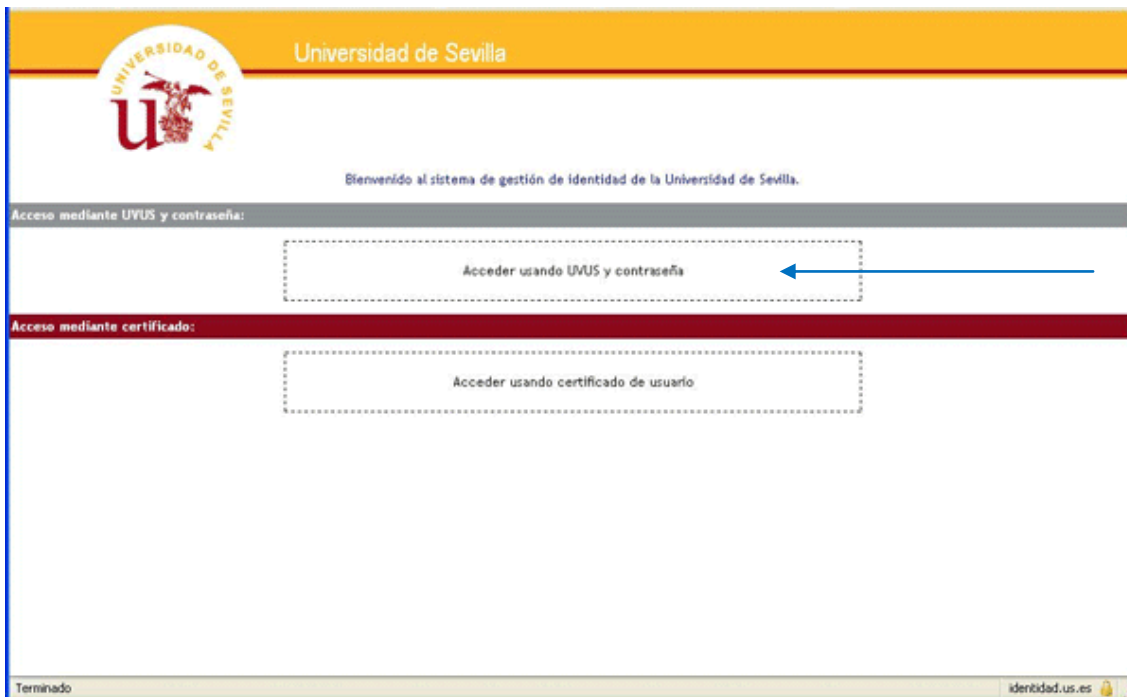 UNIVERSIDAD DE SEVILLA
Universidad de Sevilla
Bienvenido al sistema de gestión de identidad de la Universidad de Sevilla.
Acceso mediante UVUS y contraseña:
Acceder usando UVUS y contraseña
Acceso mediante certificado:
Acceder usando certificado de usuario
Terminado
identidad.us.es